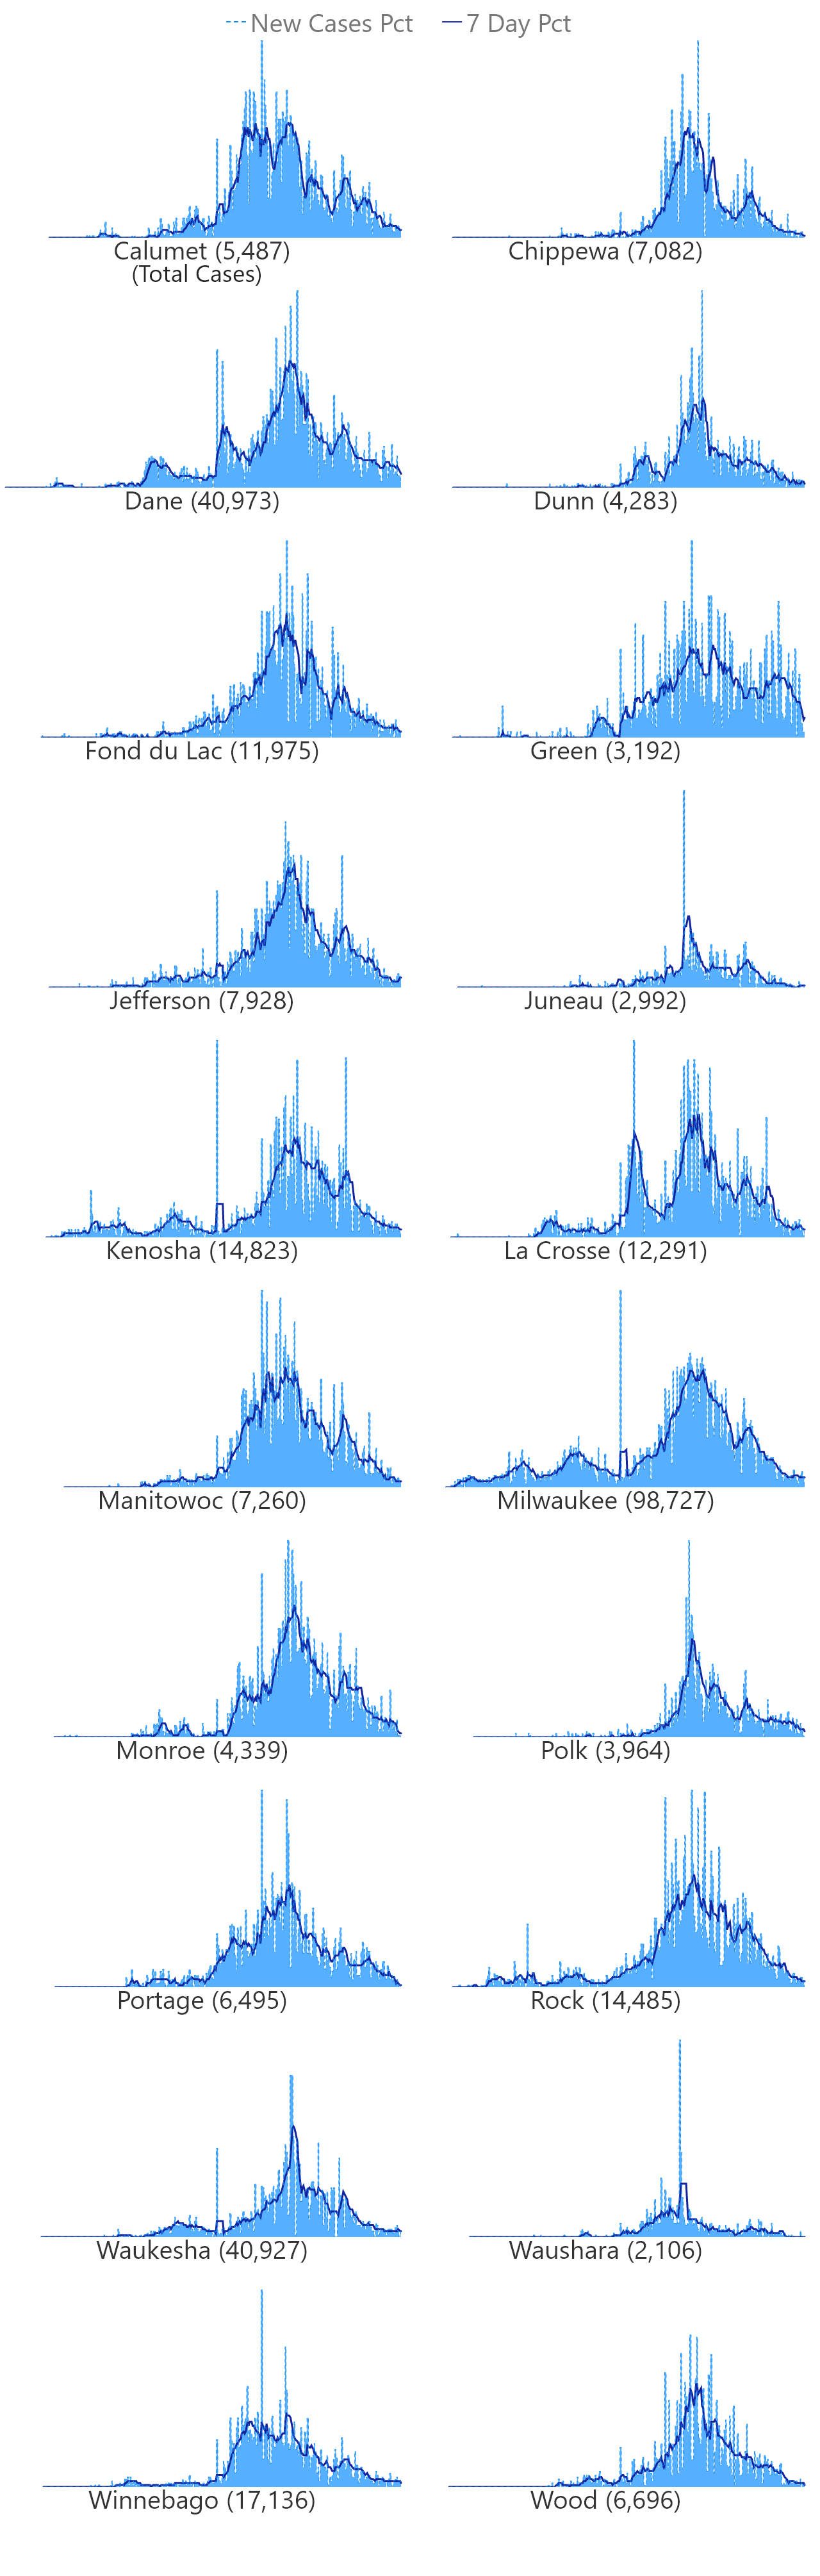 New Cases Pct 7 Day Pct
Calumet (5,487) Chippewa (7,082)
(Total Cases)
Dane (40,973) Dunn (4,283)
Fond du Lac (11,975) Green (3,192)
Jefferson (7,928) Juneau (2,992)
Kenosha (14,823) La Crosse (12,291)
Manitowoc (7,260) Milwaukee (98,727)
Monroe (4,339) Polk (3,964)
Portage (6,495) Rock (14,485)
Waukesha (40,927) Waushara (2,106)
Winnebago (17,136) Wood (6,696)